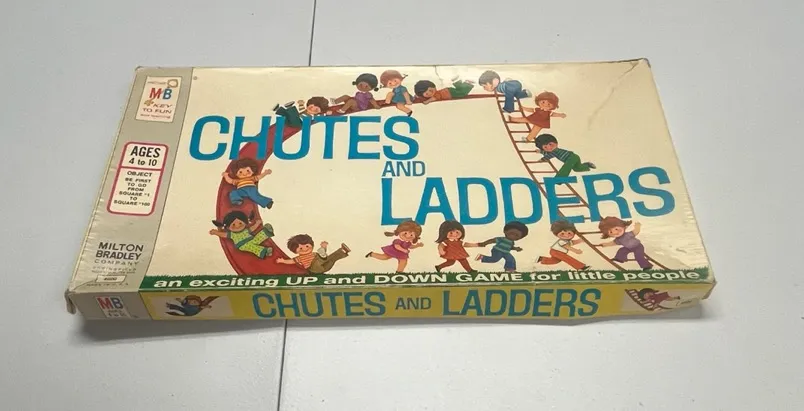 MB
A KEY
TO FUN
AGES
4 to 10
OBJECT
BE FIRST
TO GO
FROM
SQUARE #1
TO
SQUARE #100
MILTON
BRADLEY
COMPANY
CHUTES
AND
LADDERS
an exciting UP and DOWN GAME for little people
MB
CHUTES AND LADDERS